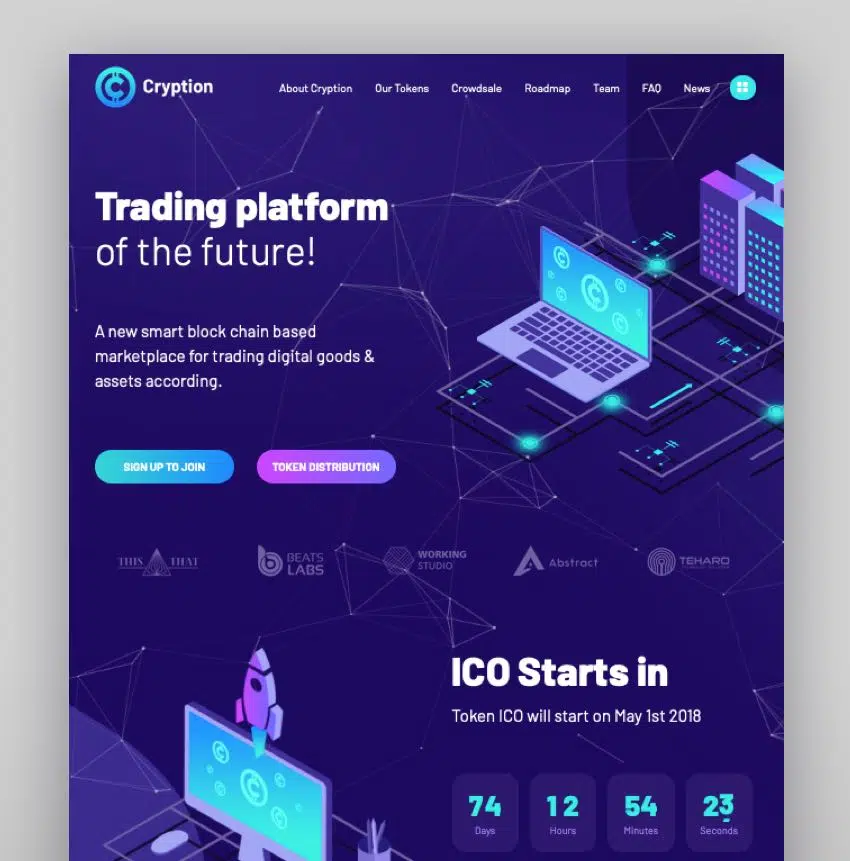 Cryption
About Cryption
Our Tokens
Crowdsale
Roadmap
Team
FAQ
News
Trading platform
of the future!
A new smart block chain based
marketplace for trading digital goods &
assets according.
SIGN UP TO JOIN
TOKEN DISTRIBUTION
THIS THAT
BEATS
LABS
WORKING
STUDIO
Abstract
TEHARD
ICO Starts in
Token ICO will start on May 1st 2018
74
Days
12
Hours
54
Minutes
23
Seconds